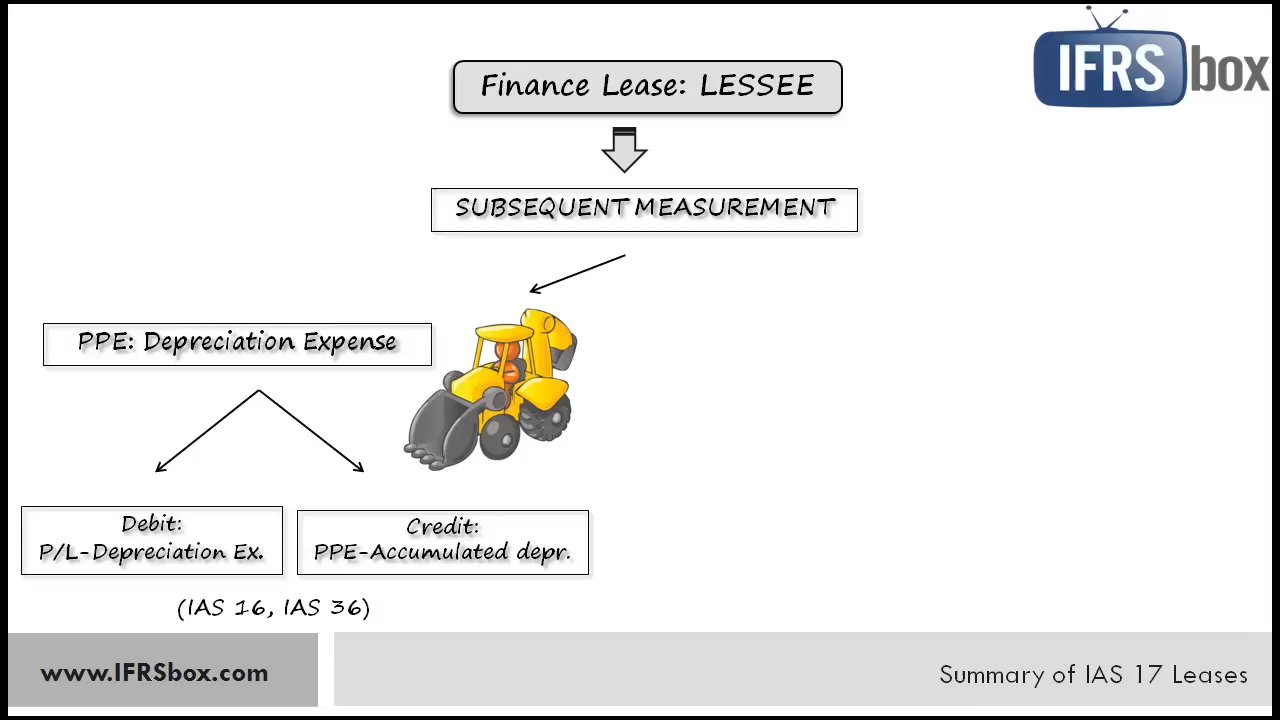 IFRS box
Finance Lease: LESSEE
SUBSEQUENT MEASUREMENT
PPE: Depreciation Expense
Debit:
P/L-Depreciation Ex.
Credit:
PPE-Accumulated depr.
(IAS 16, IAS 36)
www.IFRSbox.com
Summary of IAS 17 Leases